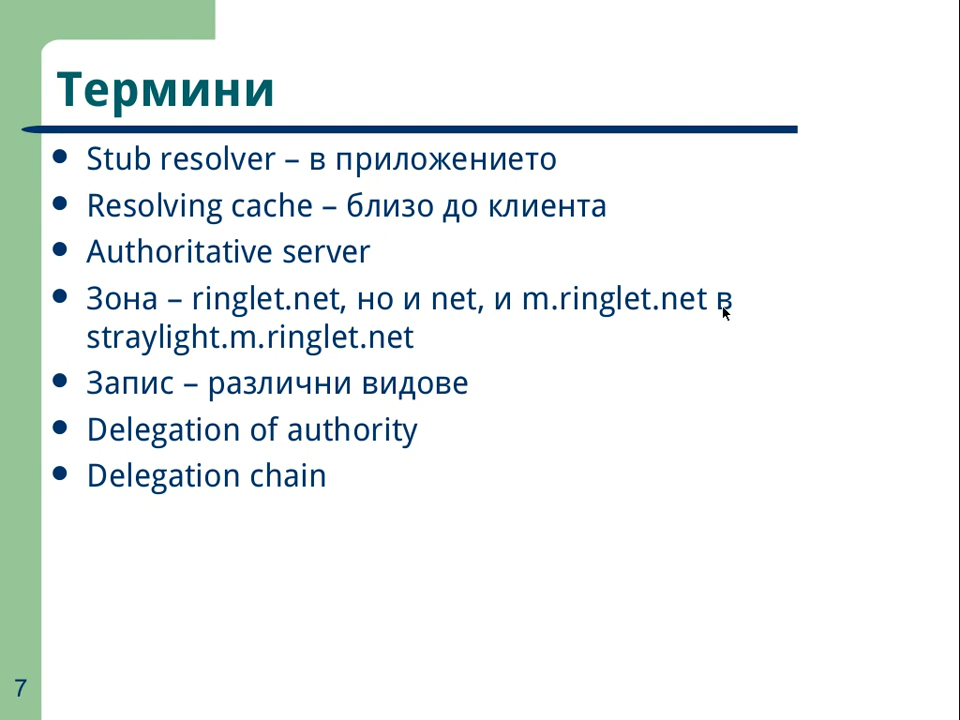 Термини
Stub resolver – в приложението
Resolving cache – близо до клиента
Authoritative server
Зона – ringlet.net, но и net, и m.ringlet.net в
straylight.m.ringlet.net
Запис – различни видове
Delegation of authority
Delegation chain
7